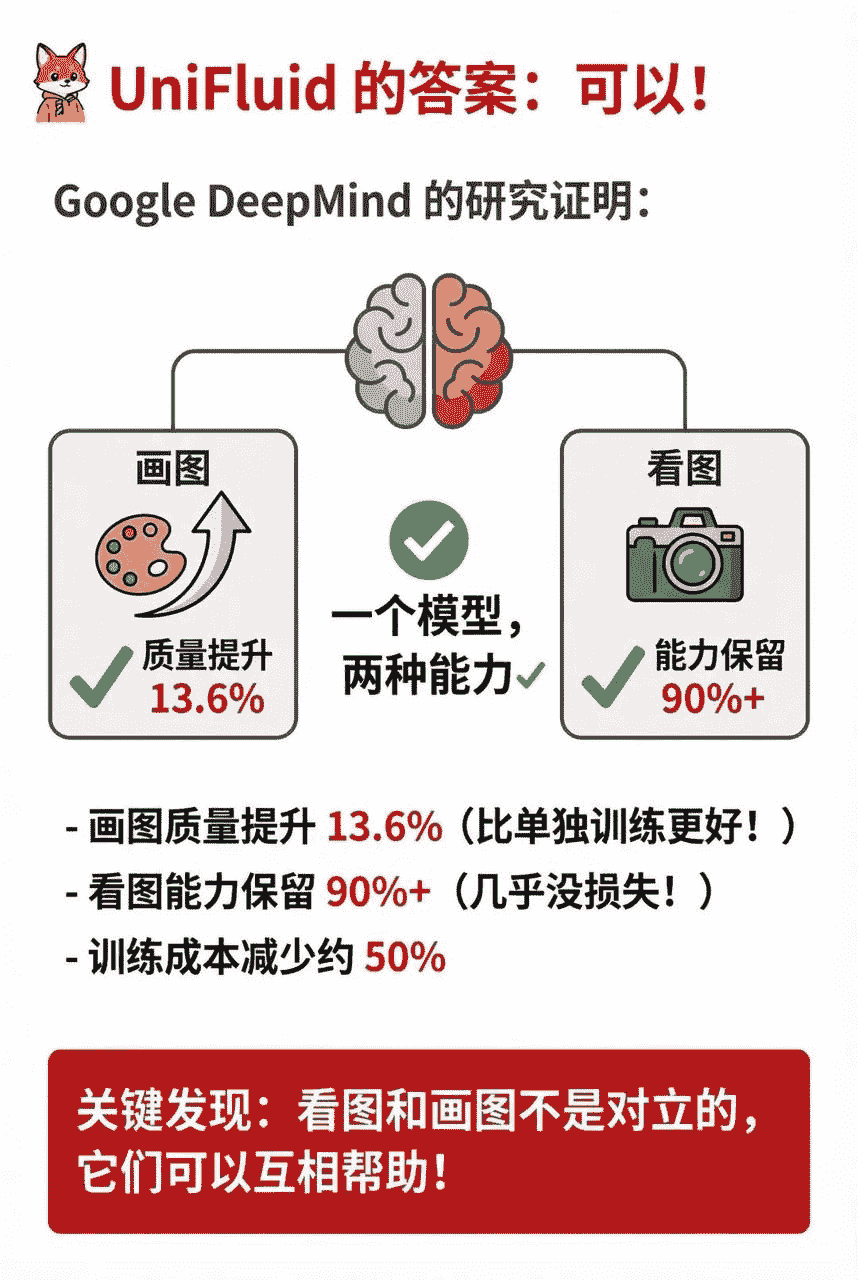 UniFluid 的答案：可以！
Google DeepMind 的研究证明：
画图
质量提升
13.6%
一个模型，
两种能力
看图
能力保留
90%+
- 画图质量提升 13.6%（比单独训练更好！）
- 看图能力保留 90%+（几乎没损失！）
- 训练成本减少约 50%
关键发现：看图和画图不是对立的，
它们可以互相帮助！